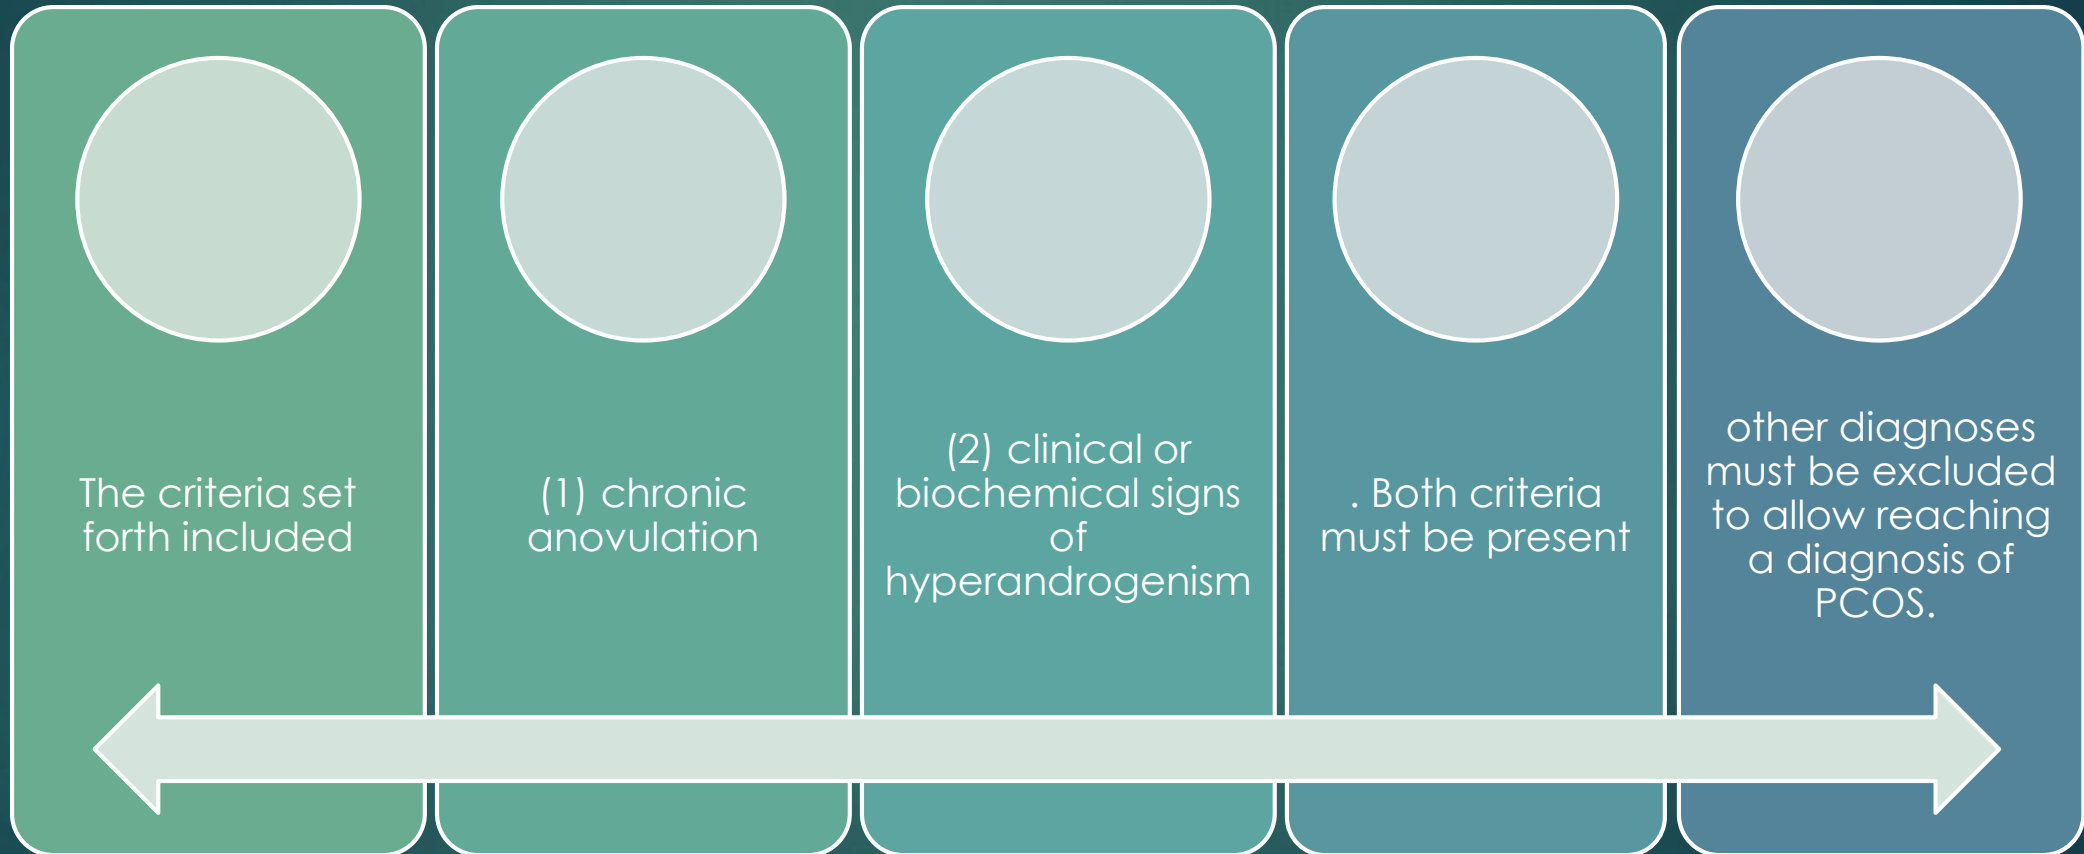 The criteria set
forth included
(1) chronic
anovulation
(2) clinical or
biochemical signs
of
hyperandrogenism
. Both criteria
must be present
other diagnoses
must be excluded
to allow reaching
a diagnosis of
PCOS.